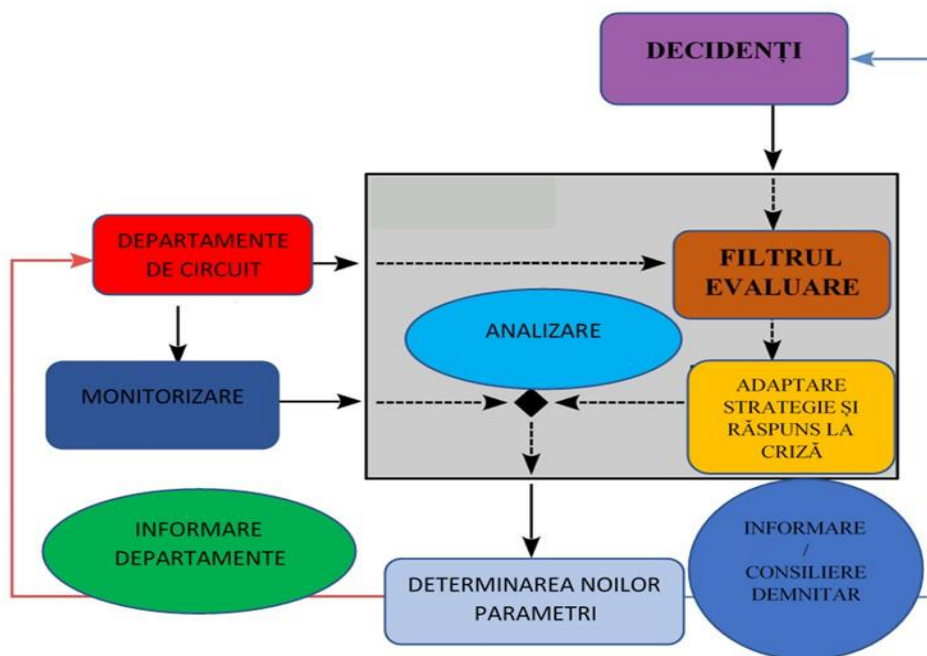 DECIDENȚI
DEPARTAMENTE
DE CIRCUIT
FILTRUL
EVALUARE
ANALIZARE
MONITORIZARE
ADAPTARE
STRATEGIE ȘI
RĂSPUNS LA
CRIZĂ
INFORMARE
DEPARTAMENTE
DETERMINAREA NOILOR
PARAMETRI
INFORMARE
/
CONSILIERE
DEMNITAR